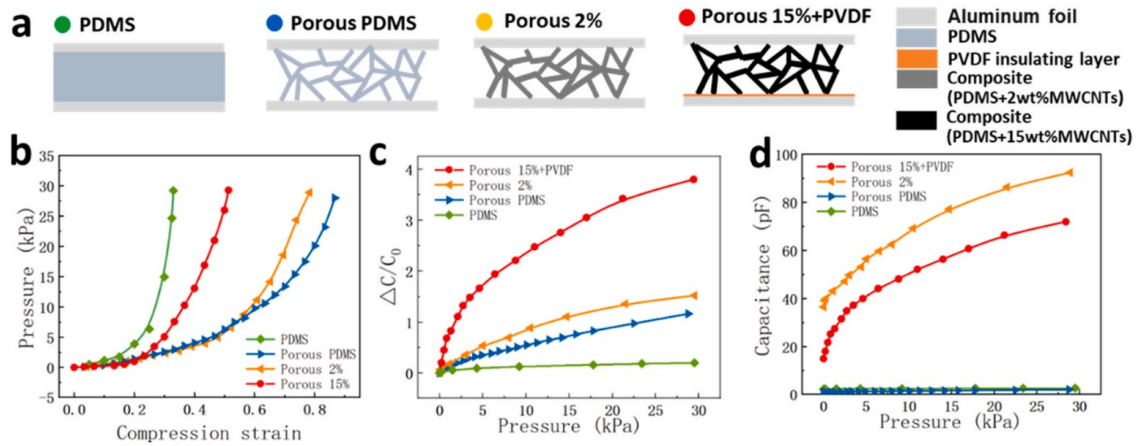 a
PDMS
Porous PDMS
Porous 2%
Porous 15%+PVDF
Aluminum foil
PDMS
PVDF insulating layer
Composite
(PDMS+2wt%MWCNTs)
Composite
(PDMS+15wt%MWCNTs)
b
35
30
25
20
15
10
5
0
-5
Pressure (kPa)
PDMS
Porous PDMS
Porous 2%
Porous 15%
0.0 0.2 0.4 0.6 0.8
Compression strain
c
4
3
2
1
0
△C/C0
Porous 15%+PVDF
Porous 2%
Porous PDMS
PDMS
0 5 10 15 20 25 30
Pressure (kPa)
d
100
80
60
40
20
0
Capacitance (pF)
Porous 15%+PVDF
Porous 2%
Porous PDMS
PDMS
0 5 10 15 20 25 30
Pressure (kPa)